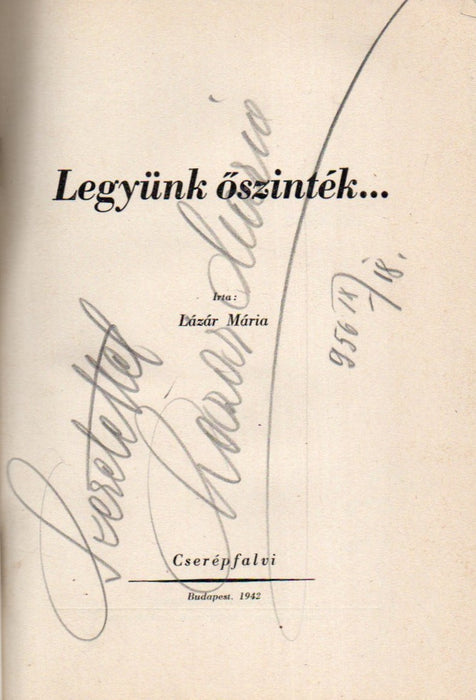 Legyünk őszinték...
Irta:
Lázár Mária
Szeretettel
Lázár Mária
956 IX/18.
Cserépfalvi
Budapest. 1942